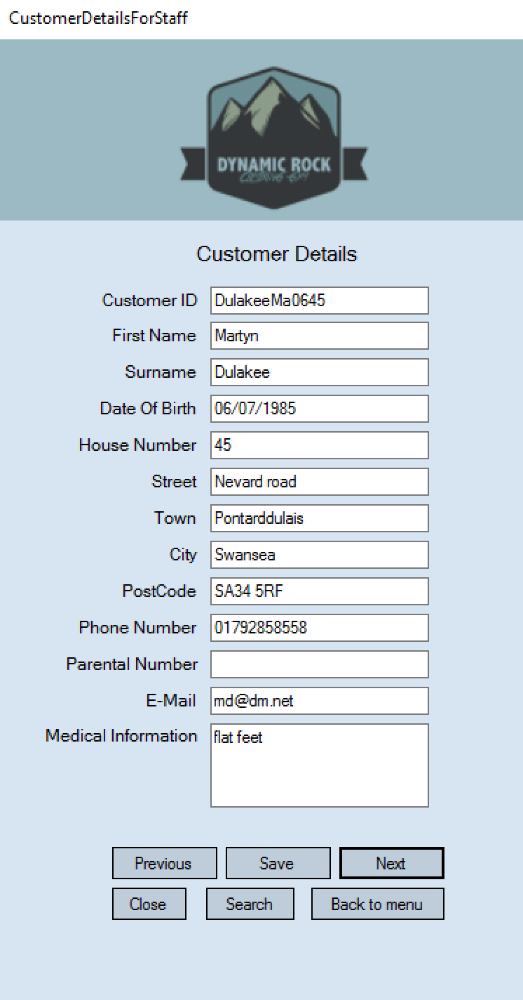 CustomerDetailsForStaff
DYNAMIC ROCK
CLIMBING GYM
Customer Details
Customer ID DulakeeMa0645
First Name Martyn
Surname Dulakee
Date Of Birth 06/07/1985
House Number 45
Street Nevard road
Town Pontarddulais
City Swansea
PostCode SA34 5RF
Phone Number 01792858558
Parental Number
E-Mail md@dm.net
Medical Information flat feet
Previous Save Next
Close Search Back to menu